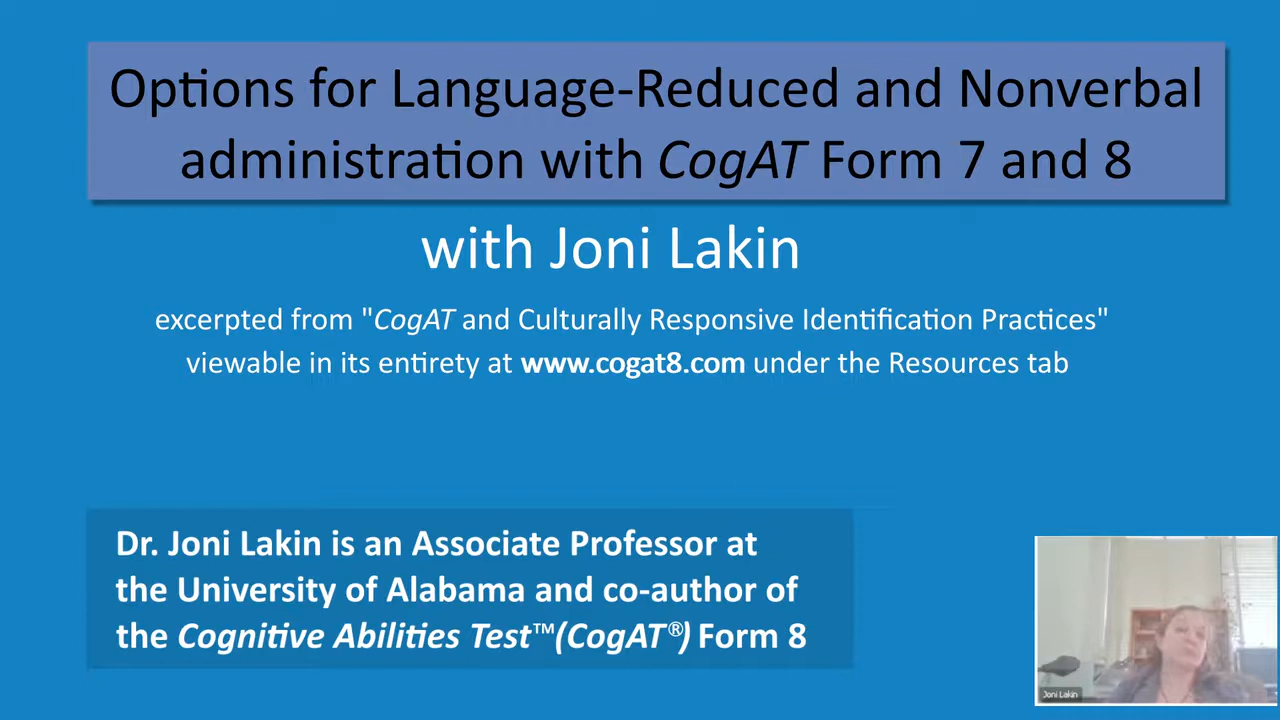 Options for Language-Reduced and Nonverbal
administration with CogAT Form 7 and 8
with Joni Lakin
excerpted from "CogAT and Culturally Responsive Identification Practices"
viewable in its entirety at www.cogat8.com under the Resources tab
Dr. Joni Lakin is an Associate Professor at
the University of Alabama and co-author of
the Cognitive Abilities Test™(CogAT®) Form 8
Joni Lakin